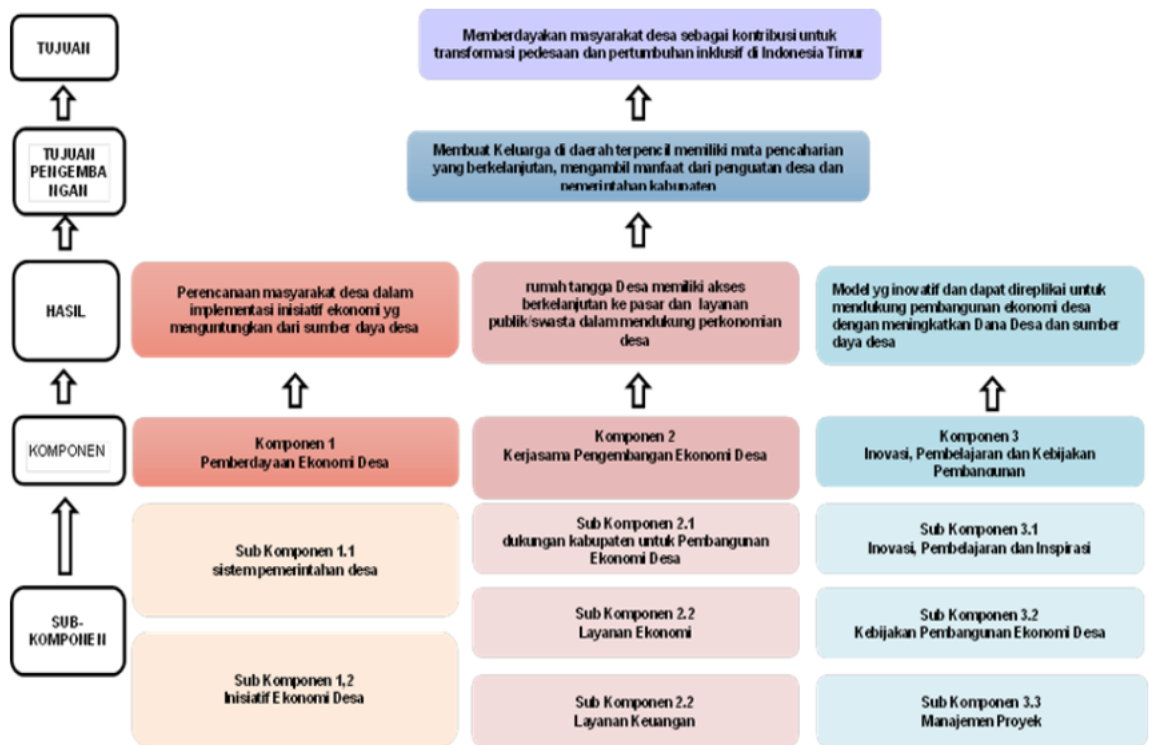 TUJUAN
Memberdayakan masyarakat desa sebagai kontribusi untuk
transformasi pedesaan dan pertumbuhan inklusif di Indonesia Timur
TUJUAN
PENGEMBA
NGAN
Membuat Keluarga di daerah terpencil memiliki mata pencaharian
yang berkelanjutan, mengambil manfaat dari penguatan desa dan
pemerintahan kabupaten
HASIL
Perencanaan masyarakat desa dalam
implementasi inisiatif ekonomi yg
menguntungkan dari sumber daya desa
rumah tangga Desa memiliki akses
berkelanjutan ke pasar dan layanan
publik/swasta dalam mendukung perkonomian
desa
Model yg inovatif dan dapat direplikai untuk
mendukung pembangunan ekonomi desa
dengan meningkatkan Dana Desa dan sumber
daya desa
KOMPONEN
Komponen 1
Pemberdayaan Ekonomi Desa
Komponen 2
Kerjasama Pengembangan Ekonomi Desa
Komponen 3
Inovasi, Pembelajaran dan Kebijakan
Pembangunan
SUB-
KOMPONEN
Sub Komponen 1.1
sistem pemerintahan desa
Sub Komponen 1,2
Inisiatif Ekonomi Desa
Sub Komponen 2.1
dukungan kabupaten untuk Pembangunan
Ekonomi Desa
Sub Komponen 2.2
Layanan Ekonomi
Sub Komponen 2.2
Layanan Keuangan
Sub Komponen 3.1
Inovasi, Pembelajaran dan Inspirasi
Sub Komponen 3.2
Kebijakan Pembangunan Ekonomi Desa
Sub Komponen 3.3
Manajemen Proyek